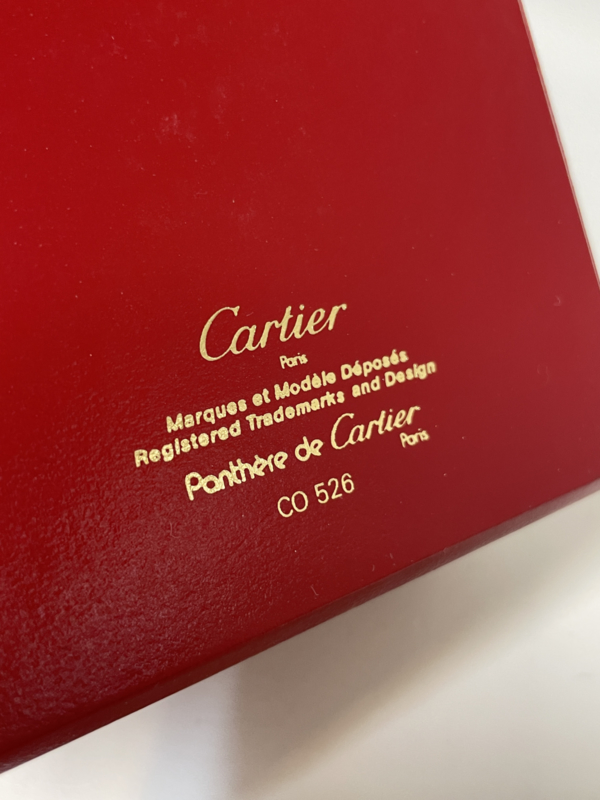 Cartier
Paris
Marques et Modèle Déposés
Registered Trademarks and Design
Panthère de Cartier
Paris
CO 526